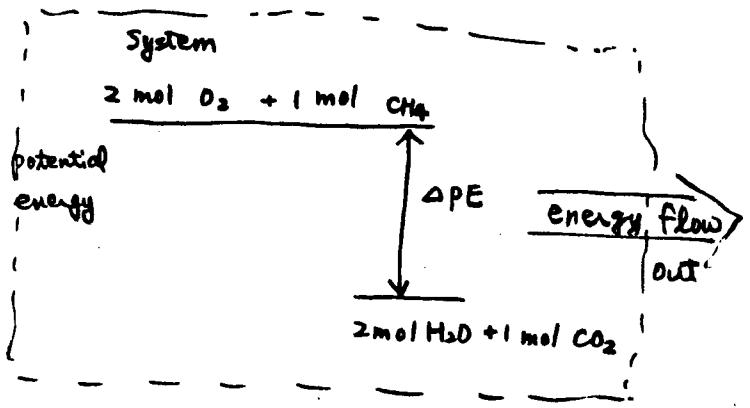 System
2 mol O₂ + 1 mol CH₄
potential
energy
ΔPE
energy flow
out
2 mol H₂O + 1 mol CO₂